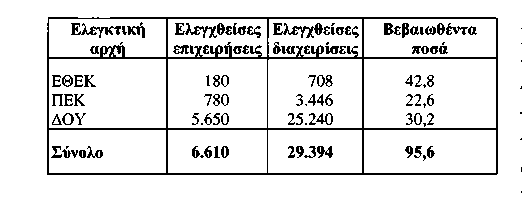 Ελεγκτική αρχή | Ελεγχθείσες επιχειρήσεις | Ελεγχθείσες διαχειρίσεις | Βεβαιωθέντα ποσά
ΕΘΕΚ | 180 | 708 | 42,8
ΠΕΚ | 780 | 3.446 | 22,6
ΔΟΥ | 5.650 | 25.240 | 30,2
Σύνολο | 6.610 | 29.394 | 95,6